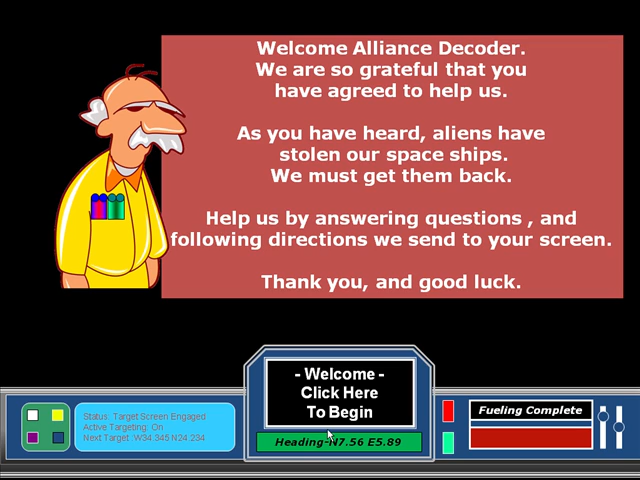 Welcome Alliance Decoder.
We are so grateful that you
have agreed to help us.
As you have heard, aliens have
stolen our space ships.
We must get them back.
Help us by answering questions , and
following directions we send to your screen.
Thank you, and good luck.
- Welcome -
Click Here
To Begin
Heading-N7.56 E5.89
Status: Target Screen Engaged
Active Targeting: On
Next Target: W34.345 N24.234
Fueling Complete